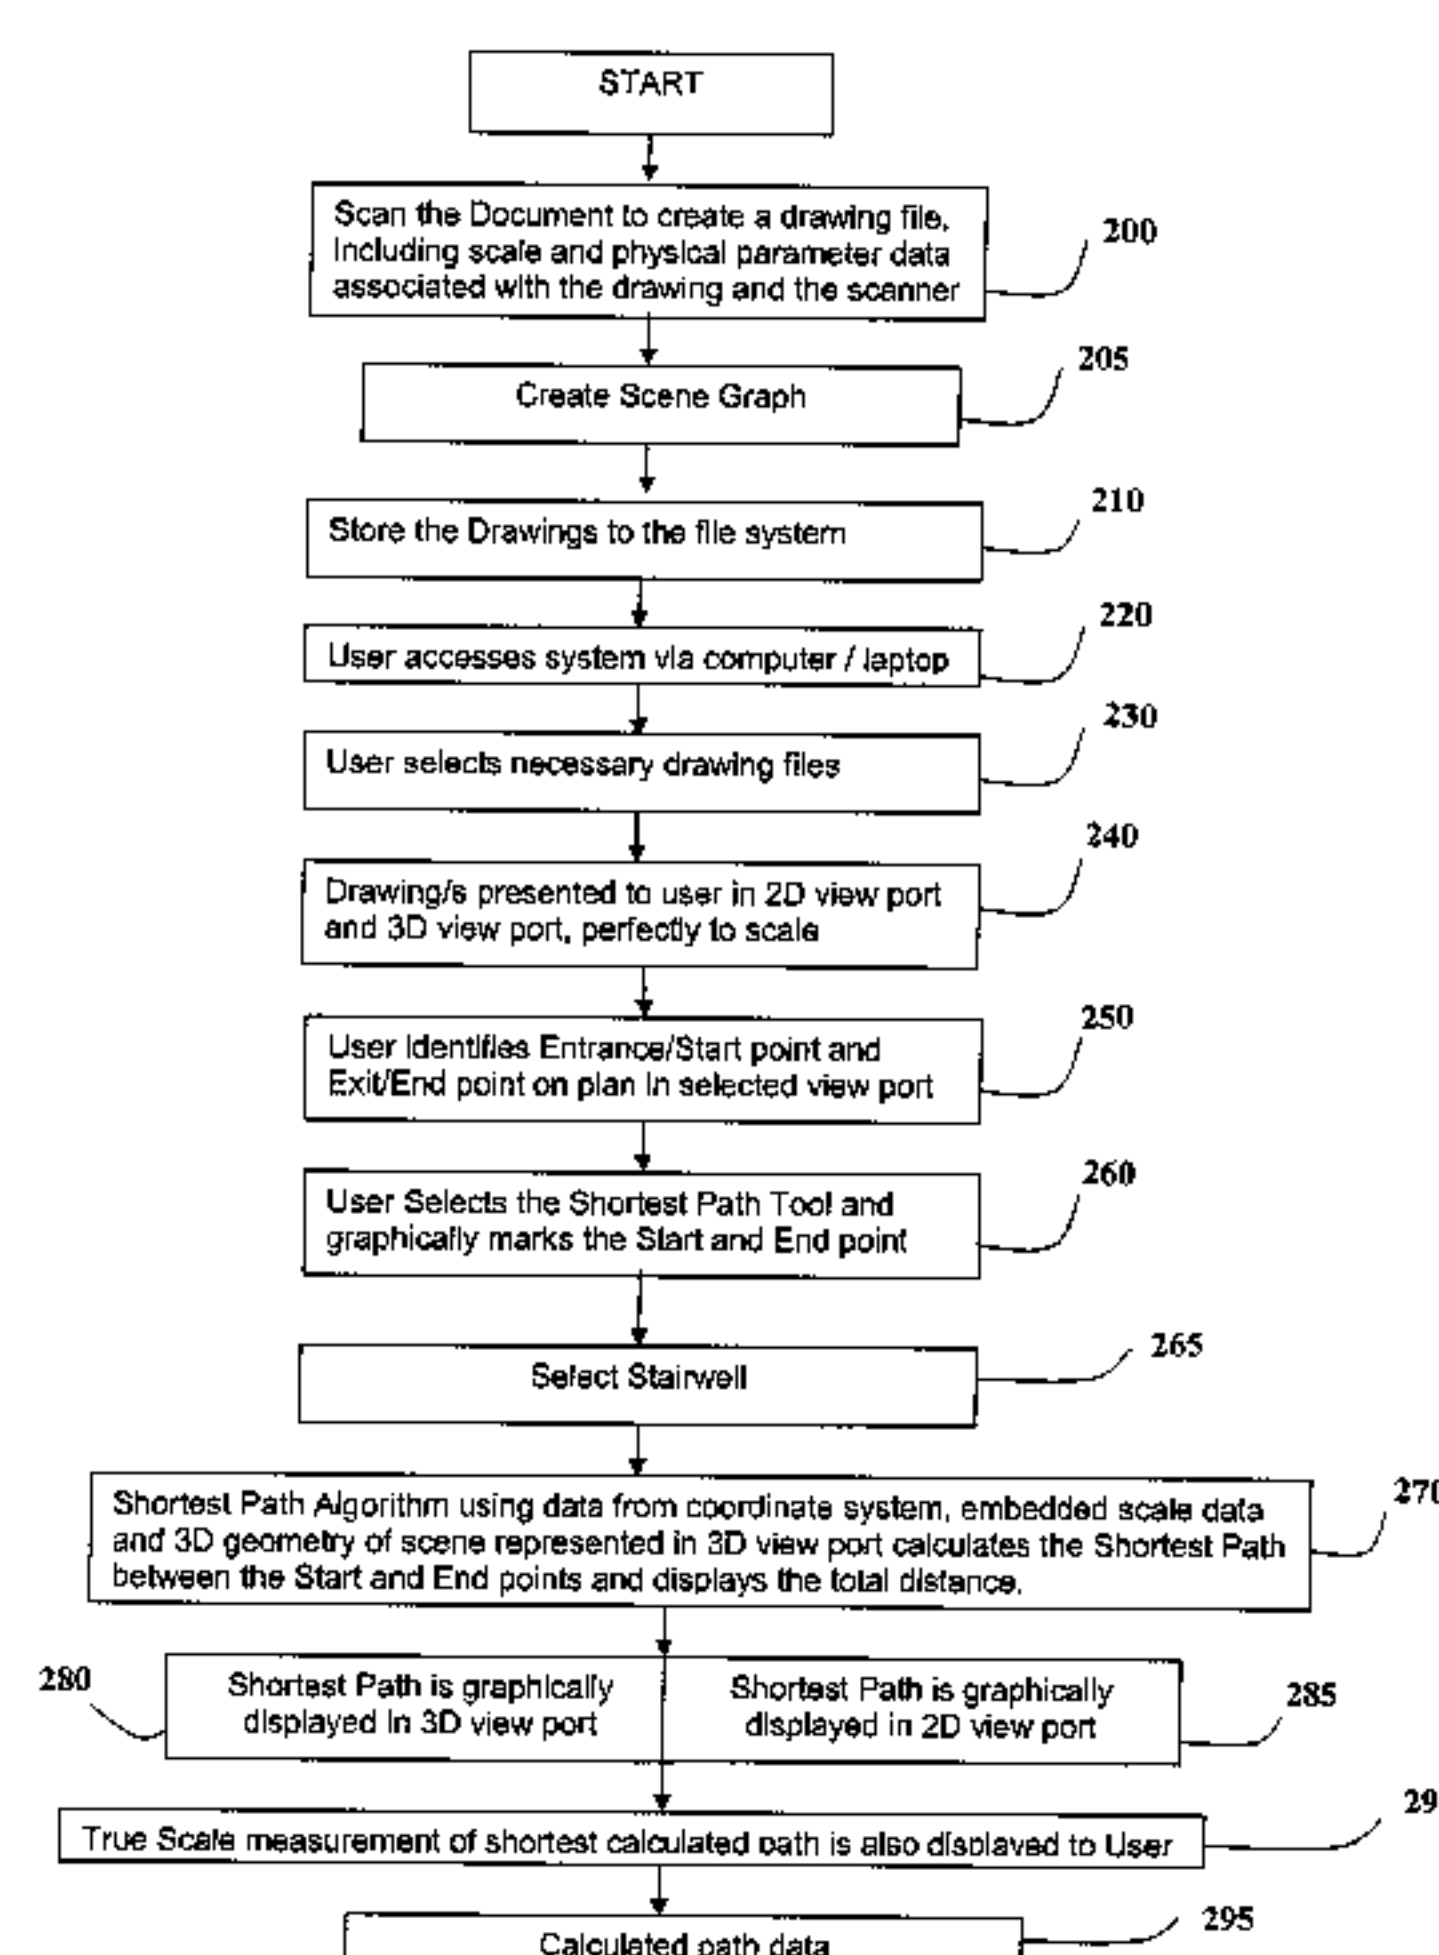 START
Scan the Document to create a drawing file,
including scale and physical parameter data
associated with the drawing and the scanner
200
Create Scene Graph
205
Store the Drawings to the file system
210
User accesses system via computer / laptop
220
User selects necessary drawing files
230
Drawing/s presented to user in 2D view port
and 3D view port, perfectly to scale
240
User identifies Entrance/Start point and
Exit/End point on plan in selected view port
250
User Selects the Shortest Path Tool and
graphically marks the Start and End point
260
Select Stairwell
265
Shortest Path Algorithm using data from coordinate system, embedded scale data
and 3D geometry of scene represented in 3D view port calculates the Shortest Path
between the Start and End points and displays the total distance.
270
280
Shortest Path is graphically
displayed in 3D view port
Shortest Path is graphically
displayed in 2D view port
285
True Scale measurement of shortest calculated path is also displayed to User
29
Calculated path data
295